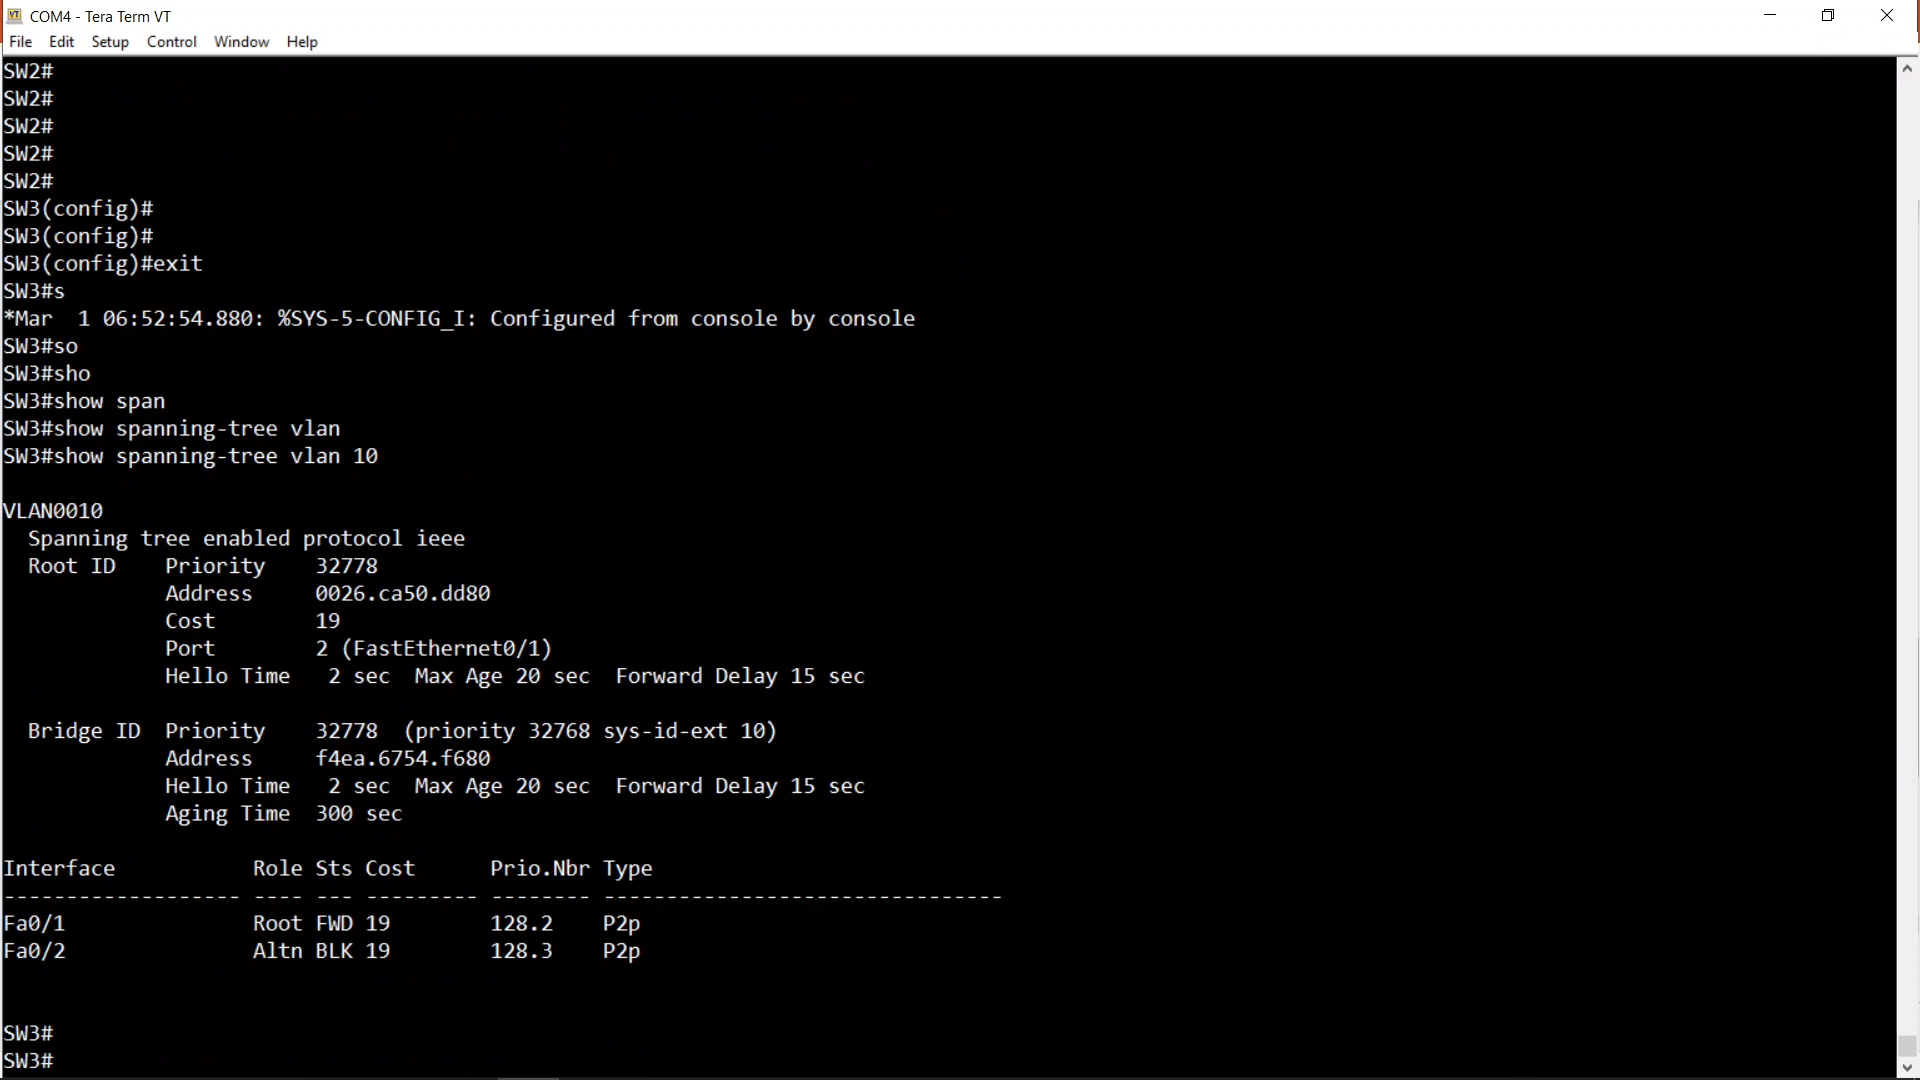 COM4 - Tera Term VT
File Edit Setup Control Window Help
SW2#
SW2#
SW2#
SW2#
SW2#
SW3(config)#
SW3(config)#
SW3(config)#exit
SW3#s
*Mar  1 06:52:54.880: %SYS-5-CONFIG_I: Configured from console by console
SW3#so
SW3#sho
SW3#show span
SW3#show spanning-tree vlan
SW3#show spanning-tree vlan 10

VLAN0010
  Spanning tree enabled protocol ieee
  Root ID    Priority    32778
             Address     0026.ca50.dd80
             Cost        19
             Port        2 (FastEthernet0/1)
             Hello Time   2 sec  Max Age 20 sec  Forward Delay 15 sec

  Bridge ID  Priority    32778  (priority 32768 sys-id-ext 10)
             Address     f4ea.6754.f680
             Hello Time   2 sec  Max Age 20 sec  Forward Delay 15 sec
             Aging Time  300 sec

Interface           Role Sts Cost      Prio.Nbr Type
------------------- ---- --- --------- -------- --------------------------------
Fa0/1               Root FWD 19        128.2    P2p
Fa0/2               Altn BLK 19        128.3    P2p

SW3#
SW3#